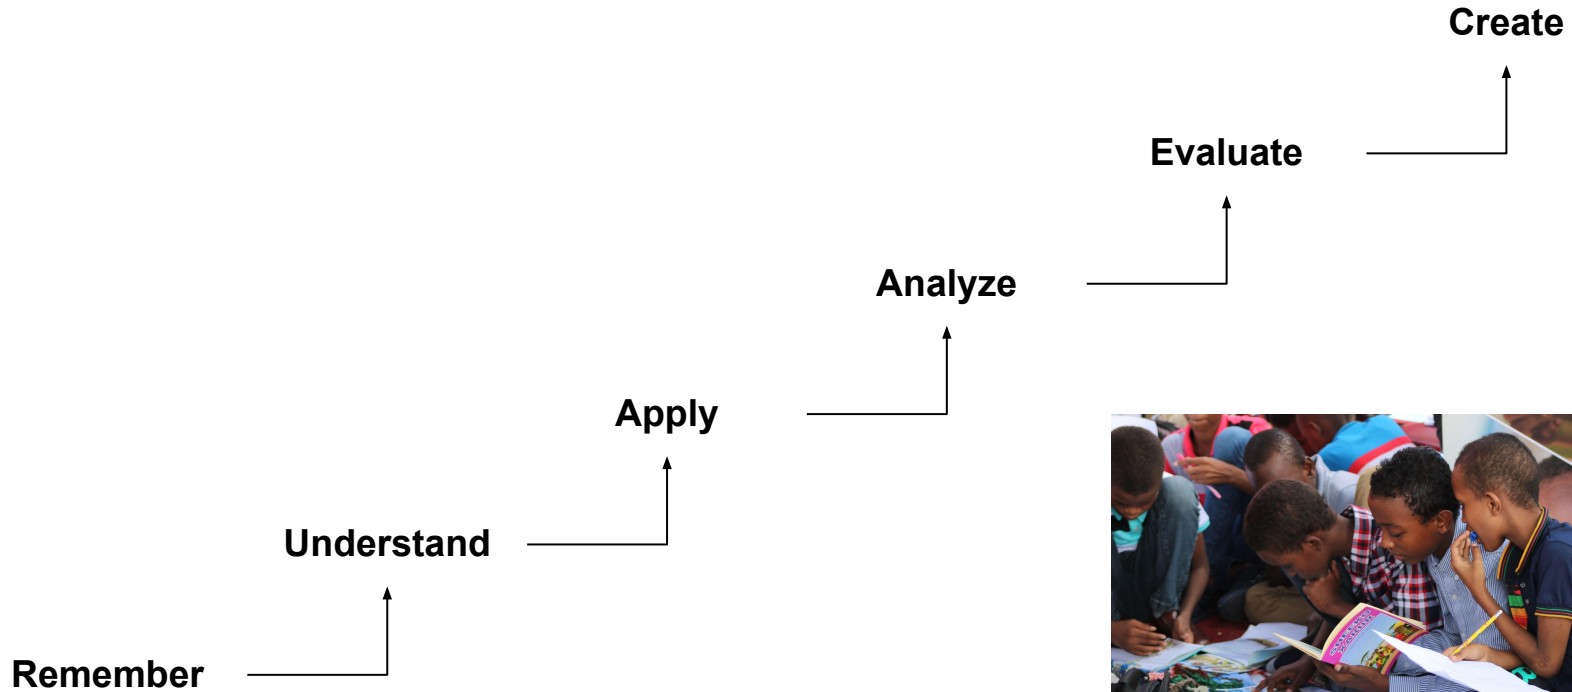 Create
Evaluate
Analyze
Apply
Understand
Remember